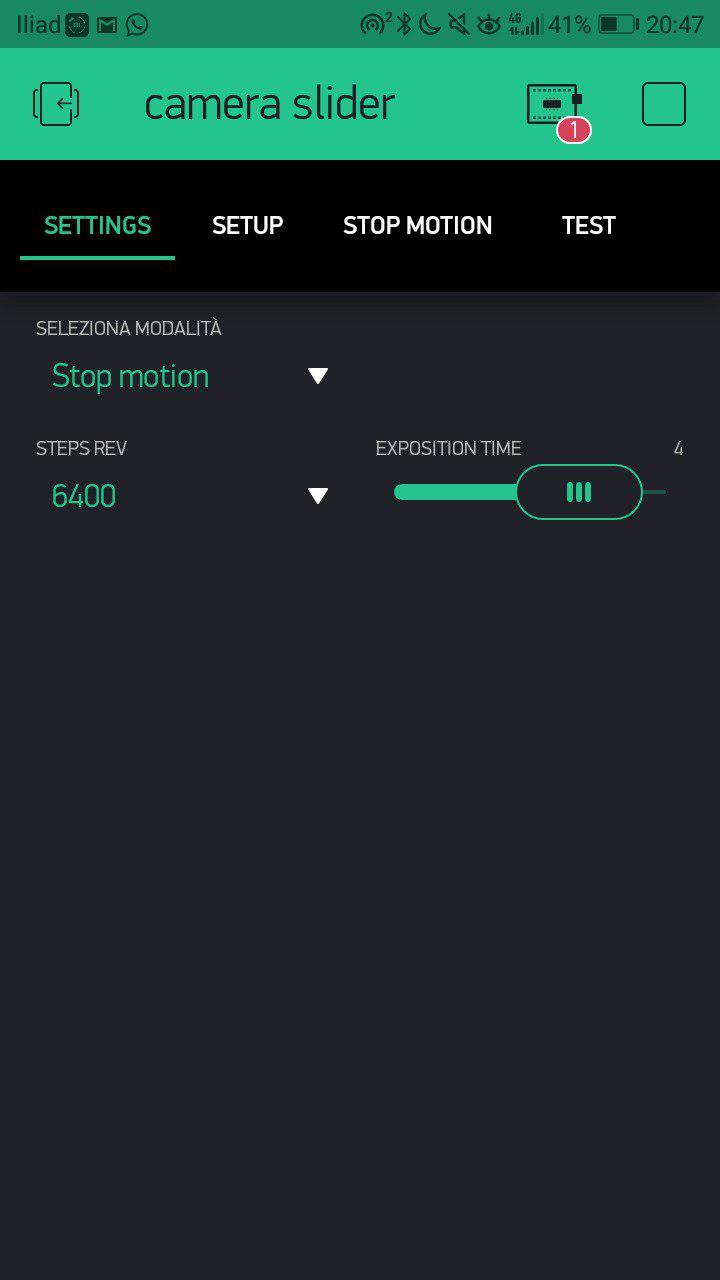 Iliad 2 4G 41% 20:47
camera slider
1
SETTINGS SETUP STOP MOTION TEST
SELEZIONA MODALITÀ
Stop motion
STEPS REV EXPOSITION TIME 4
6400